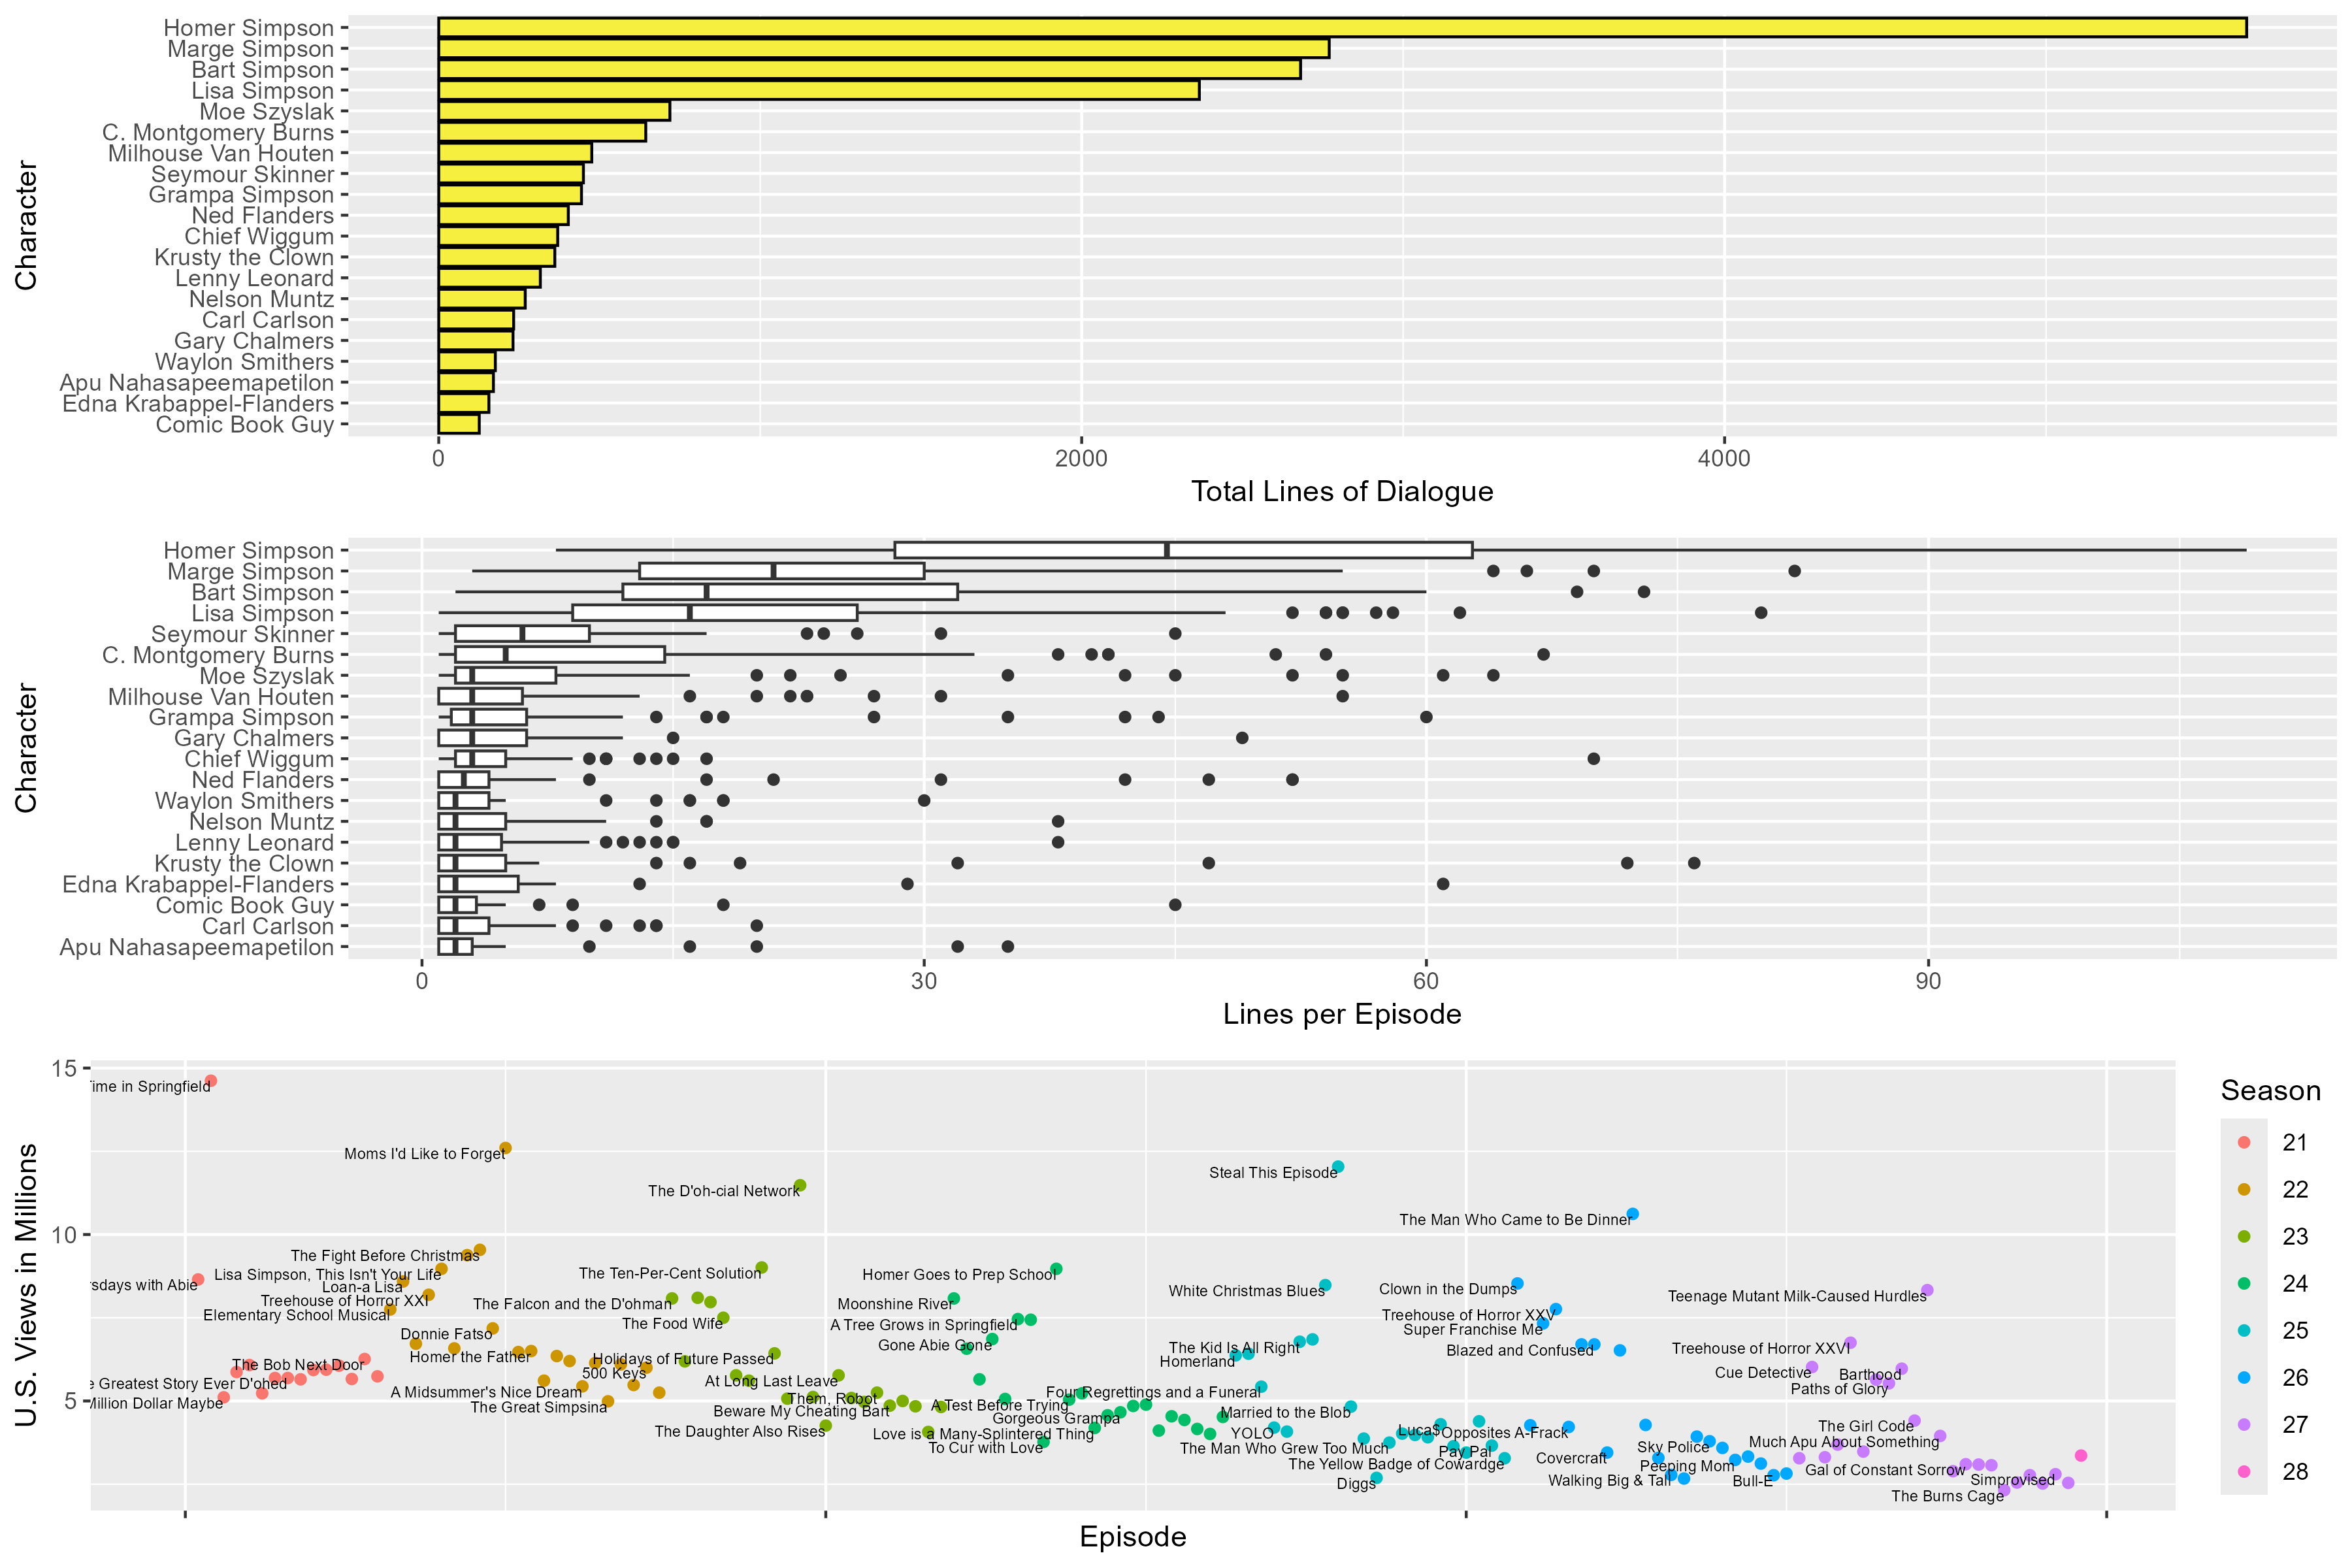 Character
Homer Simpson
Marge Simpson
Bart Simpson
Lisa Simpson
Moe Szyslak
C. Montgomery Burns
Milhouse Van Houten
Seymour Skinner
Grampa Simpson
Ned Flanders
Chief Wiggum
Krusty the Clown
Lenny Leonard
Nelson Muntz
Carl Carlson
Gary Chalmers
Waylon Smithers
Apu Nahasapeemapetilon
Edna Krabappel-Flanders
Comic Book Guy
0 2000 4000
Total Lines of Dialogue
Character
Homer Simpson
Marge Simpson
Bart Simpson
Lisa Simpson
Seymour Skinner
C. Montgomery Burns
Moe Szyslak
Milhouse Van Houten
Grampa Simpson
Gary Chalmers
Chief Wiggum
Ned Flanders
Waylon Smithers
Nelson Muntz
Lenny Leonard
Krusty the Clown
Edna Krabappel-Flanders
Comic Book Guy
Carl Carlson
Apu Nahasapeemapetilon
0 30 60 90
Lines per Episode
U.S. Views in Millions
15
10
5
Time in Springfield
Moms I'd Like to Forget
Steal This Episode
The D'oh-cial Network
The Man Who Came to Be Dinner
The Fight Before Christmas
Lisa Simpson, This Isn't Your Life
The Ten-Per-Cent Solution
Homer Goes to Prep School
rsdays with Abie
Loan-a Lisa
White Christmas Blues
Clown in the Dumps
Teenage Mutant Milk-Caused Hurdles
Treehouse of Horror XXI
The Falcon and the D'ohman
Moonshine River
Elementary School Musical
Treehouse of Horror XXV
The Food Wife
A Tree Grows in Springfield
Super Franchise Me
Donnie Fatso
Gone Abie Gone
The Kid Is All Right
Blazed and Confused
Treehouse of Horror XXVI
Homer the Father
Holidays of Future Passed
Homerland
The Bob Next Door
500 Keys
Cue Detective
Barthood
e Greatest Story Ever D'ohed
At Long Last Leave
Paths of Glory
A Midsummer's Nice Dream
Four Regrettings and a Funeral
Million Dollar Maybe
The Great Simpsina
Them, Robot
A Test Before Trying
Beware My Cheating Bart
Gorgeous Grampa
Married to the Blob
The Girl Code
The Daughter Also Rises
Love is a Many-Splintered Thing
YOLO
Luca$
Opposites A-Frack
To Cur with Love
The Man Who Grew Too Much
Pay Pal
Sky Police
Much Apu About Something
The Yellow Badge of Cowardge
Covercraft
Peeping Mom
Gal of Constant Sorrow
Diggs
Walking Big & Tall
Bull-E
Simprovised
The Burns Cage
Episode
Season
21
22
23
24
25
26
27
28